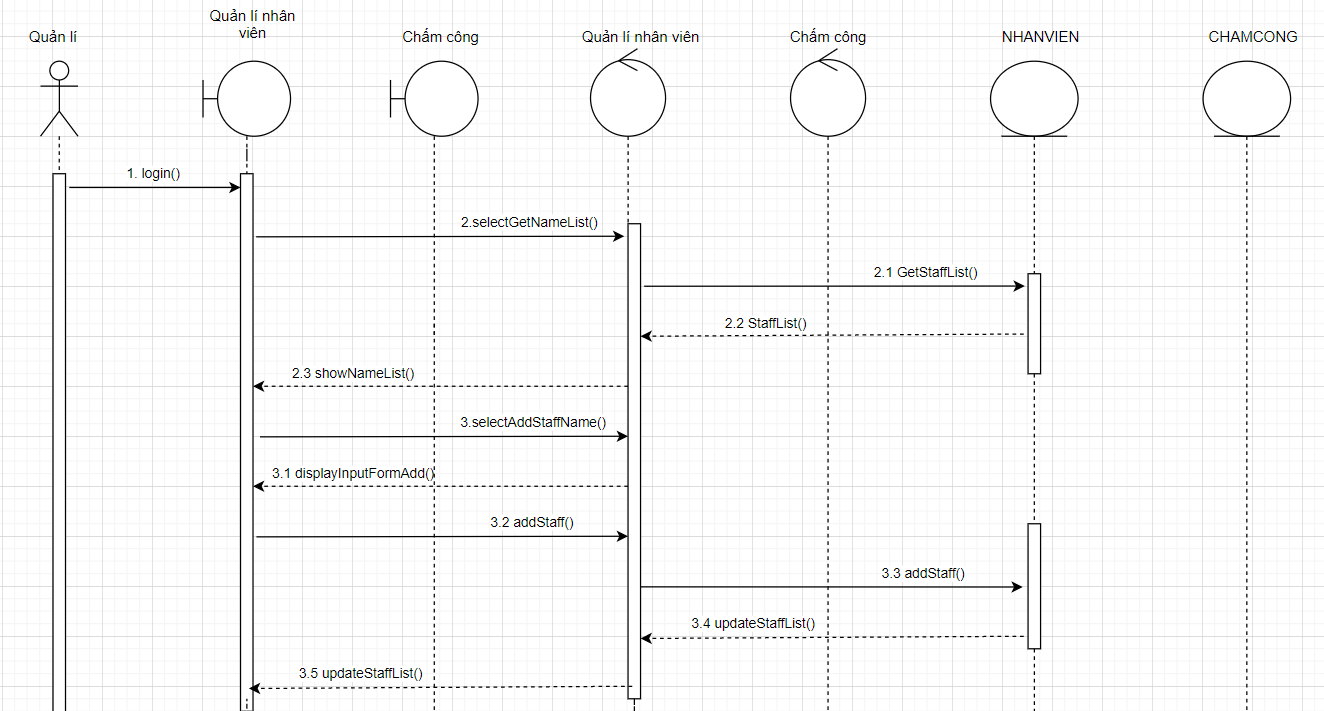 Quản lí
Quản lí nhân
viên
Chấm công
Quản lí nhân viên
Chấm công
NHANVIEN
CHAMCONG
1. login()
2.selectGetNameList()
2.1 GetStaffList()
2.2 StaffList()
2.3 showNameList()
3.selectAddStaffName()
3.1 displayInputFormAdd()
3.2 addStaff()
3.3 addStaff()
3.4 updateStaffList()
3.5 updateStaffList()